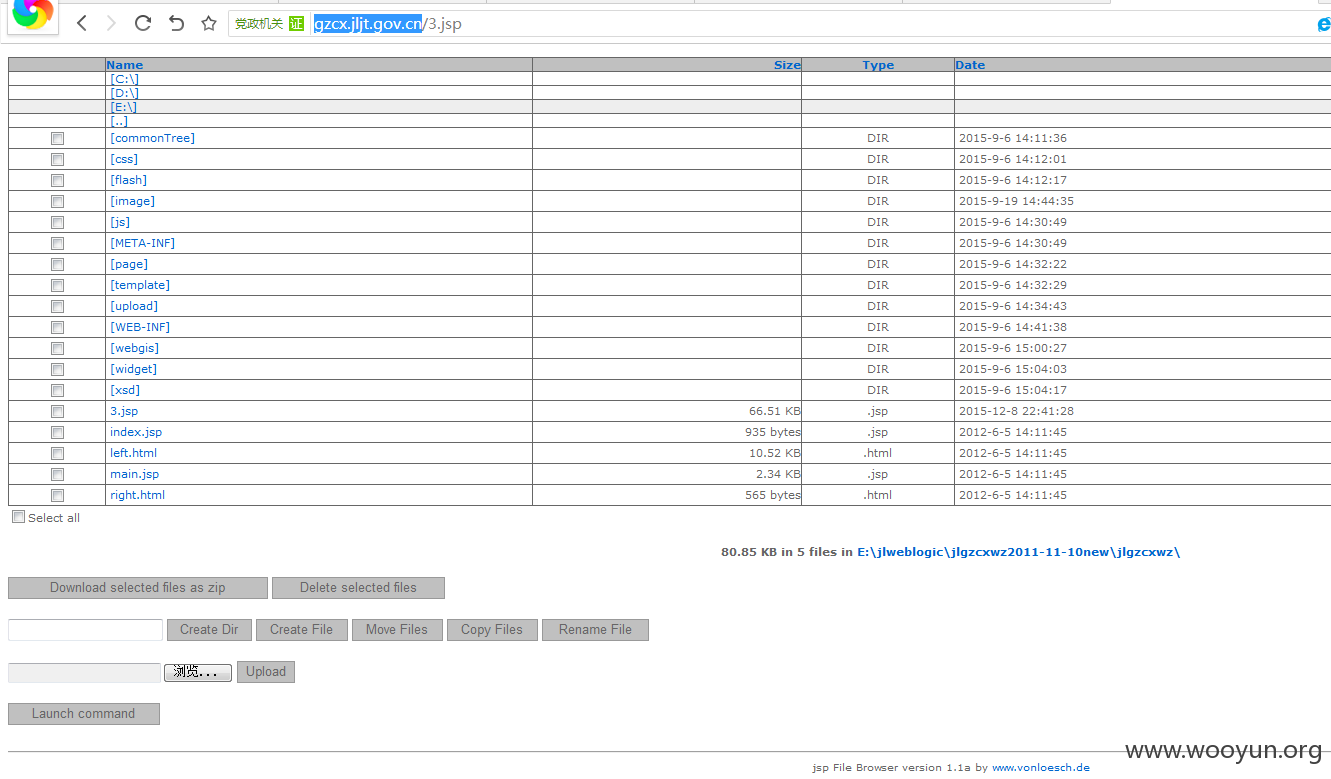 党政机关 证 gzcx.jljt.gov.cn/3.jsp
Name Size Type Date
[C:\]
[D:\]
[E:\]
[..]
[commonTree] DIR 2015-9-6 14:11:36
[css] DIR 2015-9-6 14:12:01
[flash] DIR 2015-9-6 14:12:17
[image] DIR 2015-9-19 14:44:35
[js] DIR 2015-9-6 14:30:49
[META-INF] DIR 2015-9-6 14:30:49
[page] DIR 2015-9-6 14:32:22
[template] DIR 2015-9-6 14:32:29
[upload] DIR 2015-9-6 14:34:43
[WEB-INF] DIR 2015-9-6 14:41:38
[webgis] DIR 2015-9-6 15:00:27
[widget] DIR 2015-9-6 15:04:03
[xsd] DIR 2015-9-6 15:04:17
3.jsp 66.51 KB .jsp 2015-12-8 22:41:28
index.jsp 935 bytes .jsp 2012-6-5 14:11:45
left.html 10.52 KB .html 2012-6-5 14:11:45
main.jsp 2.34 KB .jsp 2012-6-5 14:11:45
right.html 565 bytes .html 2012-6-5 14:11:45
Select all
80.85 KB in 5 files in E:\jlweblogic\jlgzcxwz2011-11-10new\jlgzcxwz\
Download selected files as zip Delete selected files
Create Dir Create File Move Files Copy Files Rename File
浏览... Upload
Launch command
www.wooyun.org
jsp File Browser version 1.1a by www.vonloesch.de